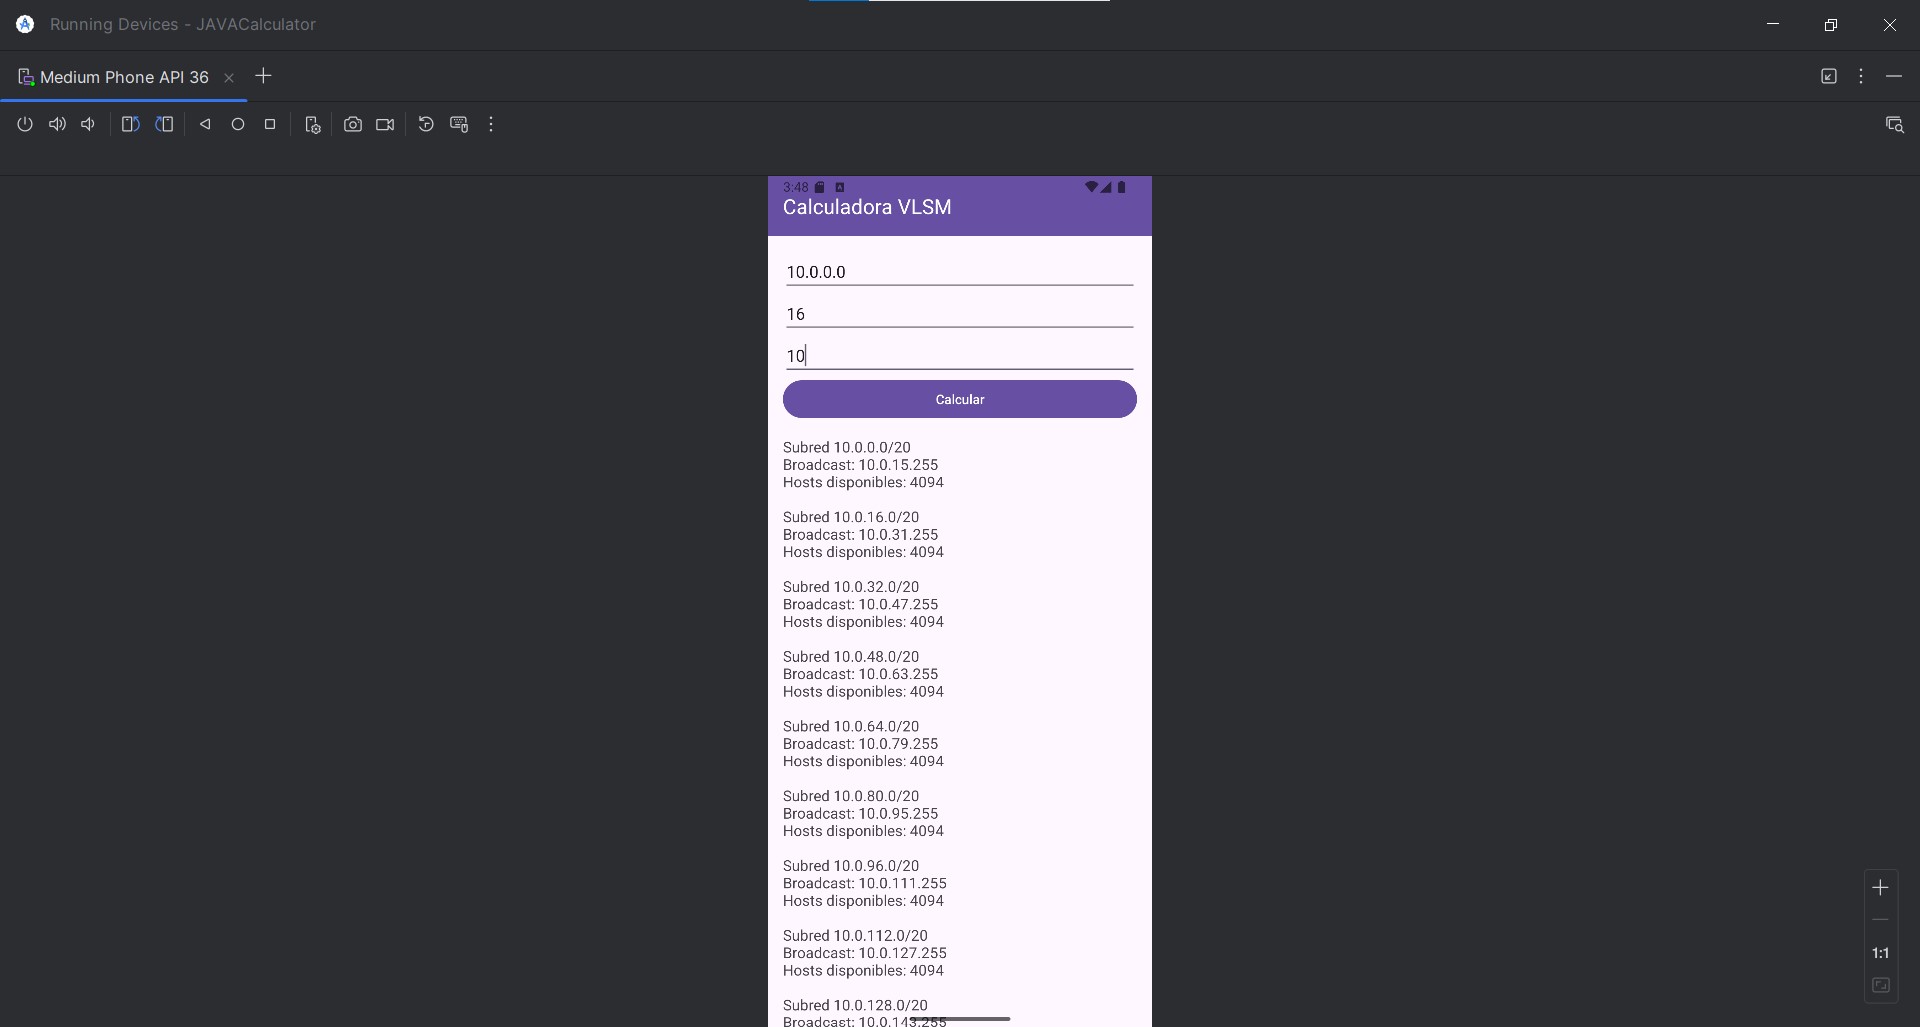 Running Devices - JAVACalculator
Medium Phone API 36
3:48
Calculadora VLSM
10.0.0.0
16
10
Calcular
Subred 10.0.0.0/20
Broadcast: 10.0.15.255
Hosts disponibles: 4094
Subred 10.0.16.0/20
Broadcast: 10.0.31.255
Hosts disponibles: 4094
Subred 10.0.32.0/20
Broadcast: 10.0.47.255
Hosts disponibles: 4094
Subred 10.0.48.0/20
Broadcast: 10.0.63.255
Hosts disponibles: 4094
Subred 10.0.64.0/20
Broadcast: 10.0.79.255
Hosts disponibles: 4094
Subred 10.0.80.0/20
Broadcast: 10.0.95.255
Hosts disponibles: 4094
Subred 10.0.96.0/20
Broadcast: 10.0.111.255
Hosts disponibles: 4094
Subred 10.0.112.0/20
Broadcast: 10.0.127.255
Hosts disponibles: 4094
Subred 10.0.128.0/20
Broadcast: 10.0.143.255
1:1